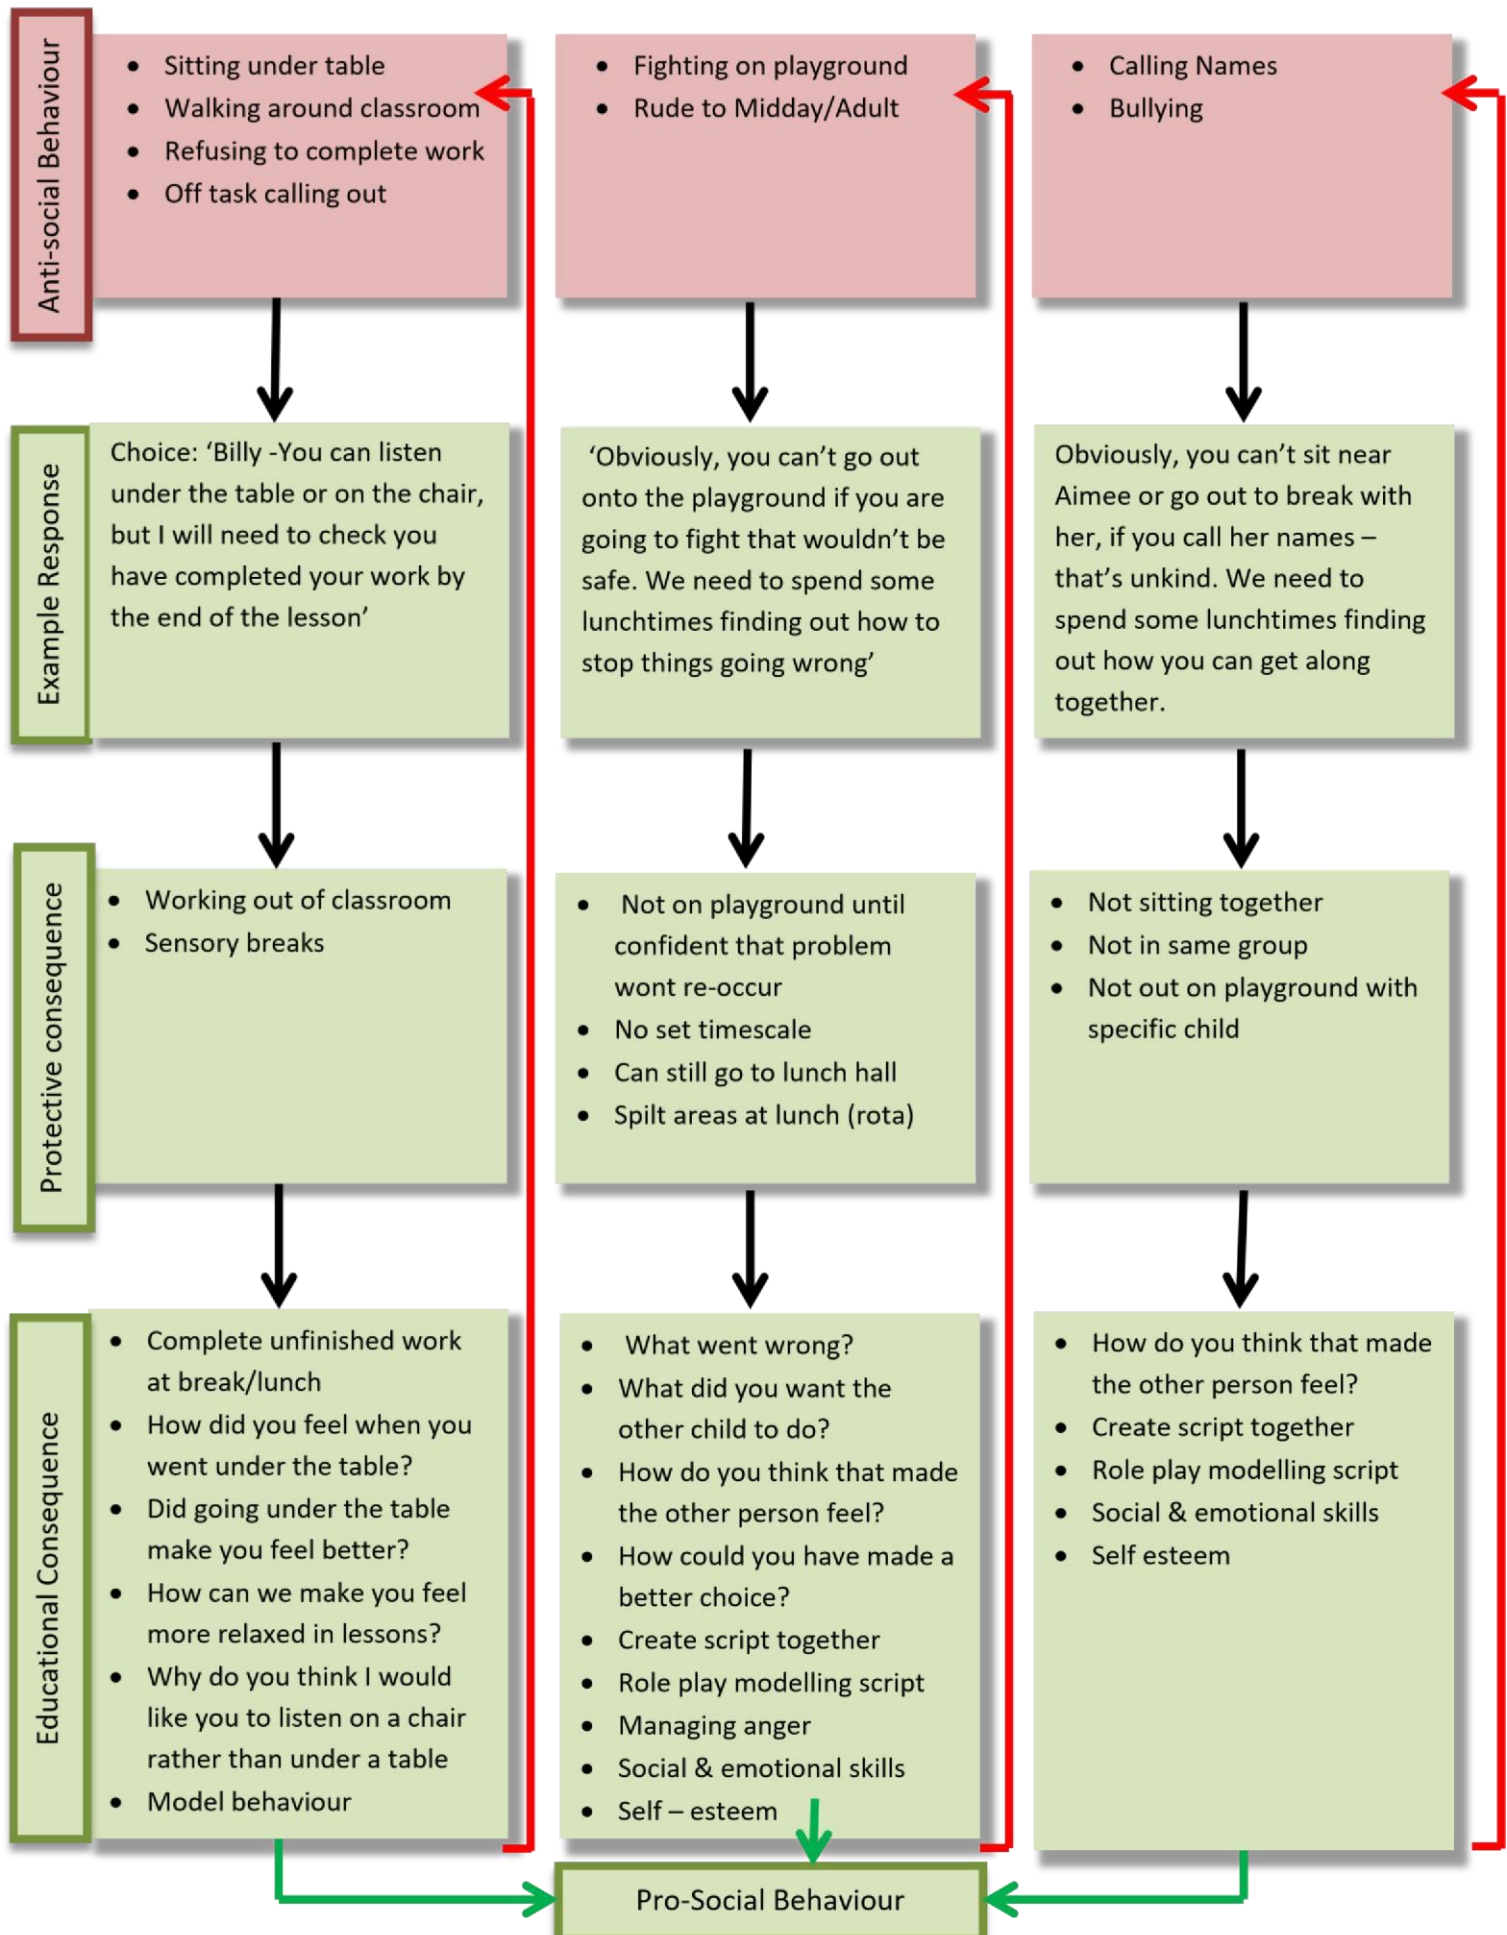 Anti-social Behaviour
• Sitting under table
• Walking around classroom
• Refusing to complete work
• Off task calling out
• Fighting on playground
• Rude to Midday/Adult
• Calling Names
• Bullying
Example Response
Choice: ‘Billy -You can listen
under the table or on the chair,
but I will need to check you
have completed your work by
the end of the lesson’
‘Obviously, you can’t go out
onto the playground if you are
going to fight that wouldn’t be
safe. We need to spend some
lunchtimes finding out how to
stop things going wrong’
Obviously, you can’t sit near
Aimee or go out to break with
her, if you call her names –
that’s unkind. We need to
spend some lunchtimes finding
out how you can get along
together.
Protective consequence
• Working out of classroom
• Sensory breaks
• Not on playground until
confident that problem
wont re-occur
• No set timescale
• Can still go to lunch hall
• Spilt areas at lunch (rota)
• Not sitting together
• Not in same group
• Not out on playground with
specific child
Educational Consequence
• Complete unfinished work
at break/lunch
• How did you feel when you
went under the table?
• Did going under the table
make you feel better?
• How can we make you feel
more relaxed in lessons?
• Why do you think I would
like you to listen on a chair
rather than under a table
• Model behaviour
• What went wrong?
• What did you want the
other child to do?
• How do you think that made
the other person feel?
• How could you have made a
better choice?
• Create script together
• Role play modelling script
• Managing anger
• Social & emotional skills
• Self – esteem
• How do you think that made
the other person feel?
• Create script together
• Role play modelling script
• Social & emotional skills
• Self esteem
Pro-Social Behaviour